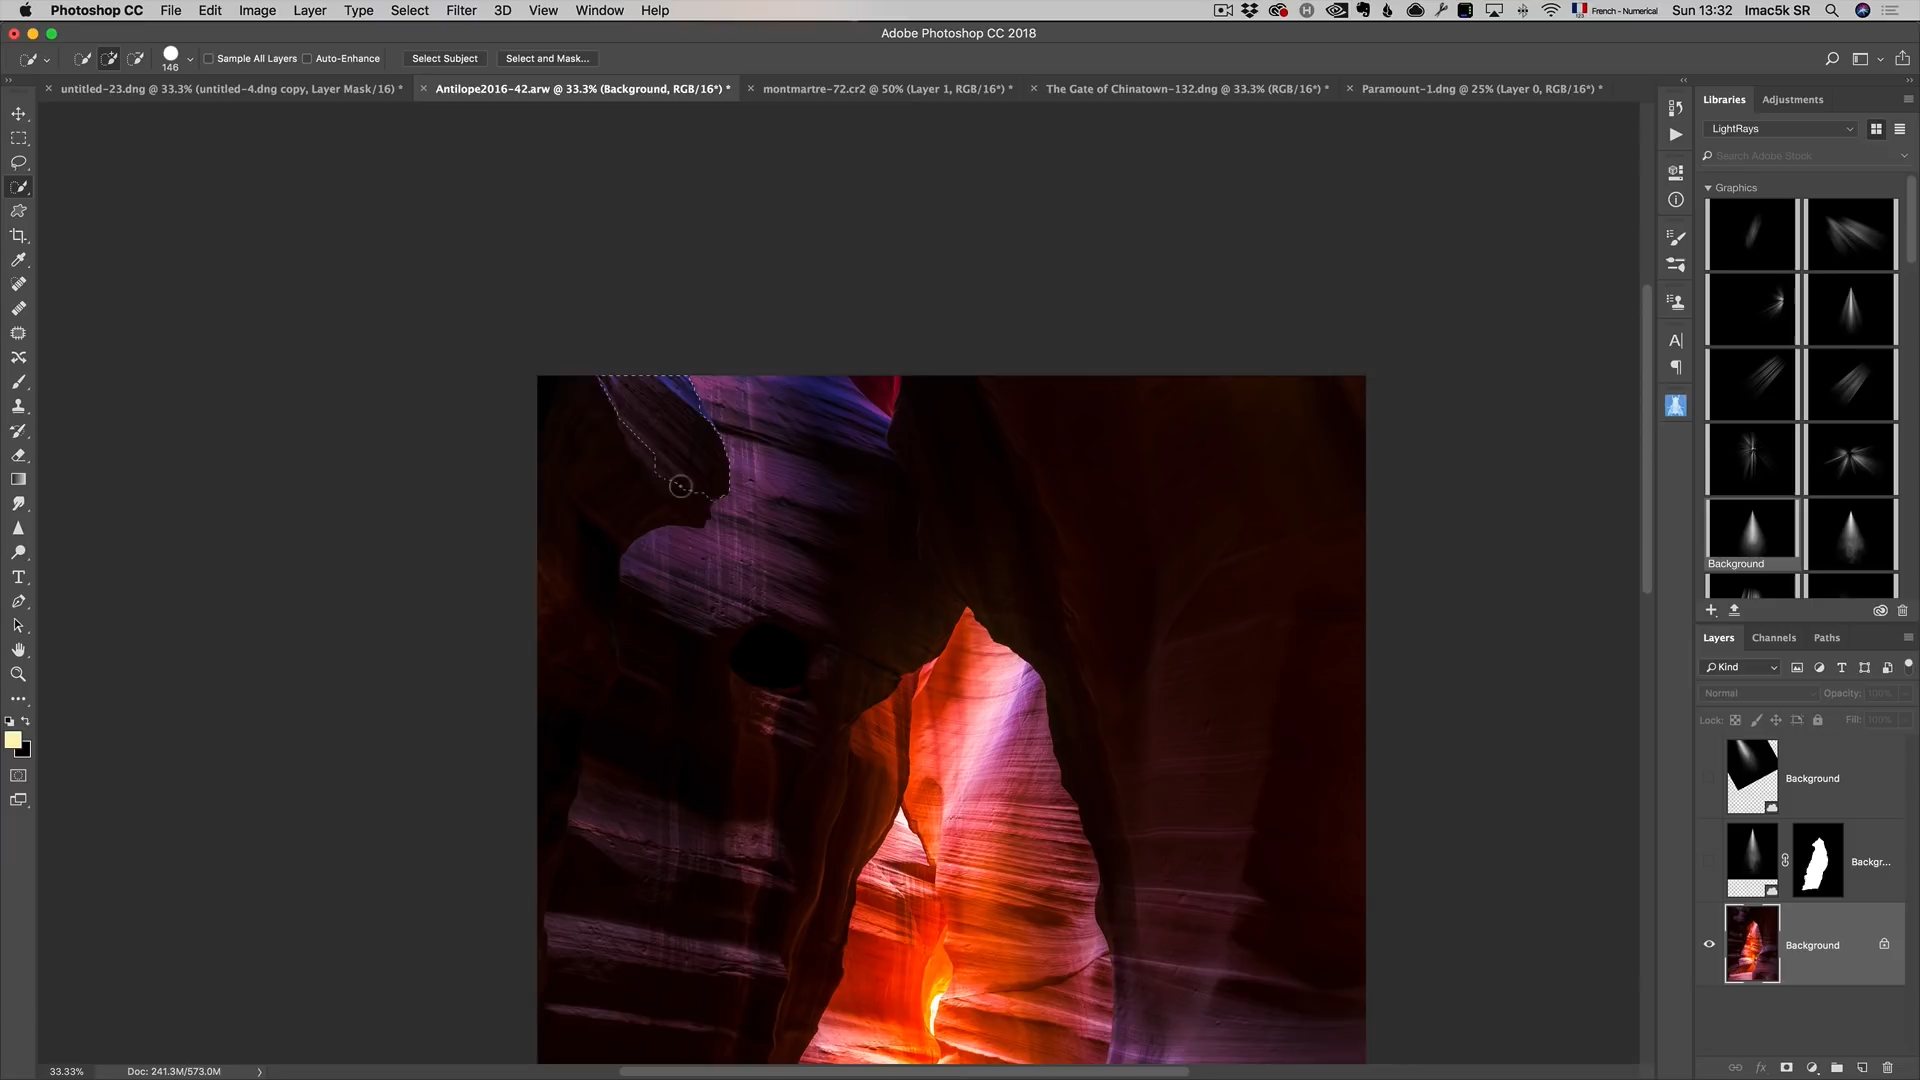 Photoshop CC File Edit Image Layer Type Select Filter 3D View Window Help French - Numerical Sun 13:32 Imac5k SR
Adobe Photoshop CC 2018
146 Sample All Layers Auto-Enhance Select Subject Select and Mask...
untitled-23.dng @ 33.3% (untitled-4.dng copy, Layer Mask/16) * Antilope2016-42.arw @ 33.3% (Background, RGB/16*) * montmartre-72.cr2 @ 50% (Layer 1, RGB/16*) * The Gate of Chinatown-132.dng @ 33.3% (RGB/16*) * Paramount-1.dng @ 25% (Layer 0, RGB/16*) *
Libraries Adjustments
LightRays
Search Adobe Stock
Graphics
Background
Layers Channels Paths
Kind
Normal Opacity: 100%
Lock: Fill: 100%
Background
Backgr...
Background
33.33% Doc: 241.3M/573.0M